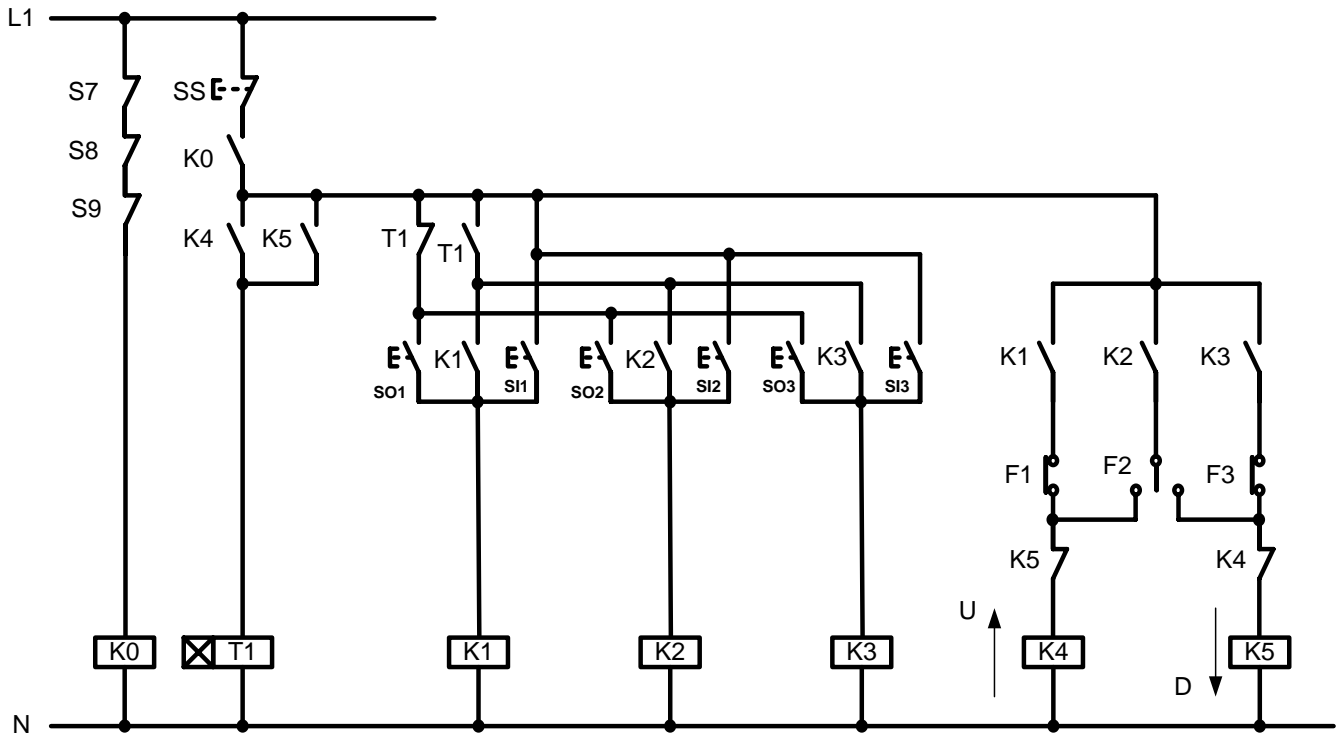 L1
S7 SS
S8 K0
S9
K4 K5 T1 T1
K1 K2 K3 K1 K2 K3
SO1 SI1 SO2 SI2 SO3 SI3
F1 F2 F3
K5 K4
U
K0 T1 K1 K2 K3 K4 K5
D
N